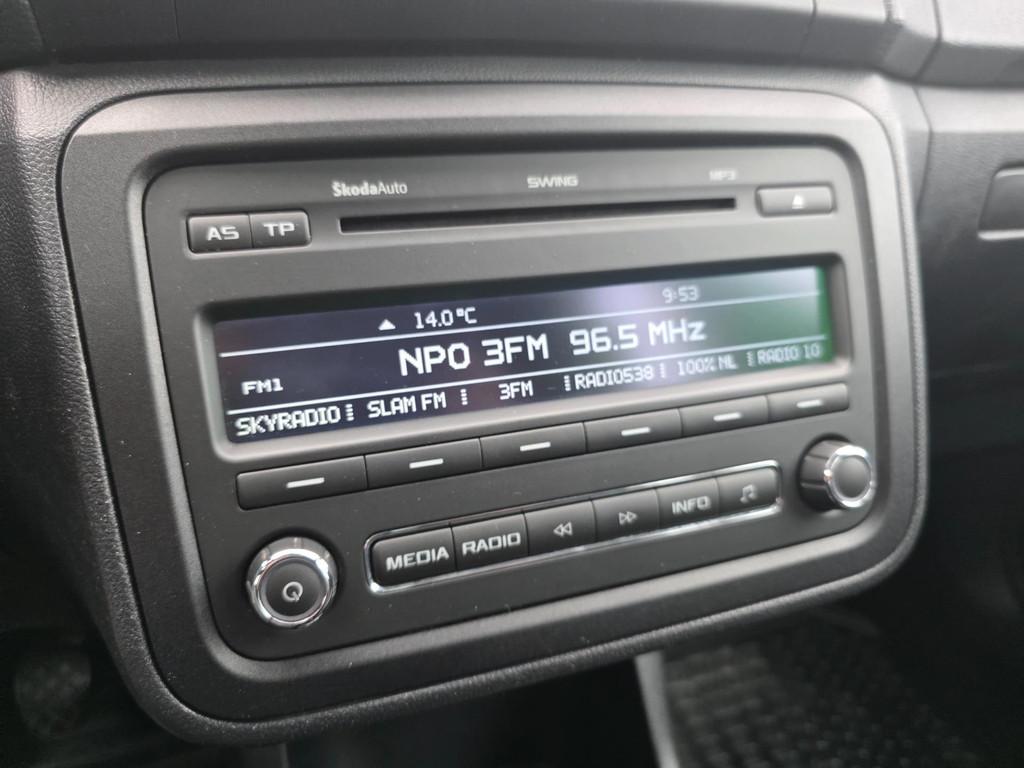 ŠkodaAuto SWING MP3
AS TP
14.0°C 9:53
NPO 3FM 96.5 MHz
FM1
SKYRADIO SLAM FM 3FM RADIO538 100% NL RADIO 10
MEDIA RADIO INFO